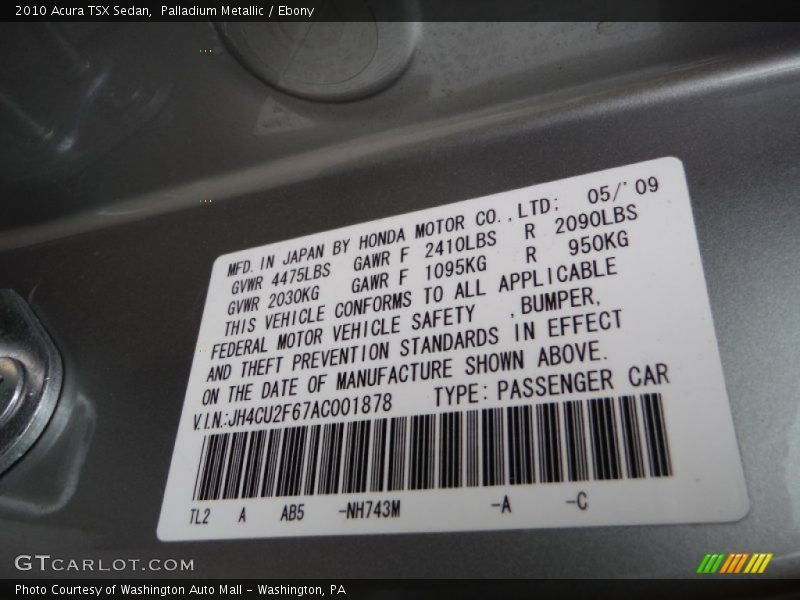 2010 Acura TSX Sedan,  Palladium Metallic / Ebony
MFD. IN JAPAN BY HONDA MOTOR CO.,LTD; 05/'09
GVWR 4475LBS GAWR F 2410LBS R 2090LBS
GVWR 2030KG GAWR F 1095KG R 950KG
THIS VEHICLE CONFORMS TO ALL APPLICABLE
FEDERAL MOTOR VEHICLE SAFETY ,BUMPER,
AND THEFT PREVENTION STANDARDS IN EFFECT
ON THE DATE OF MANUFACTURE SHOWN ABOVE.
V.I.N.:JH4CU2F67AC001878 TYPE: PASSENGER CAR
TL2 A AB5 -NH743M -A -C
GTCARLOT.COM
Photo Courtesy of Washington Auto Mall - Washington, PA